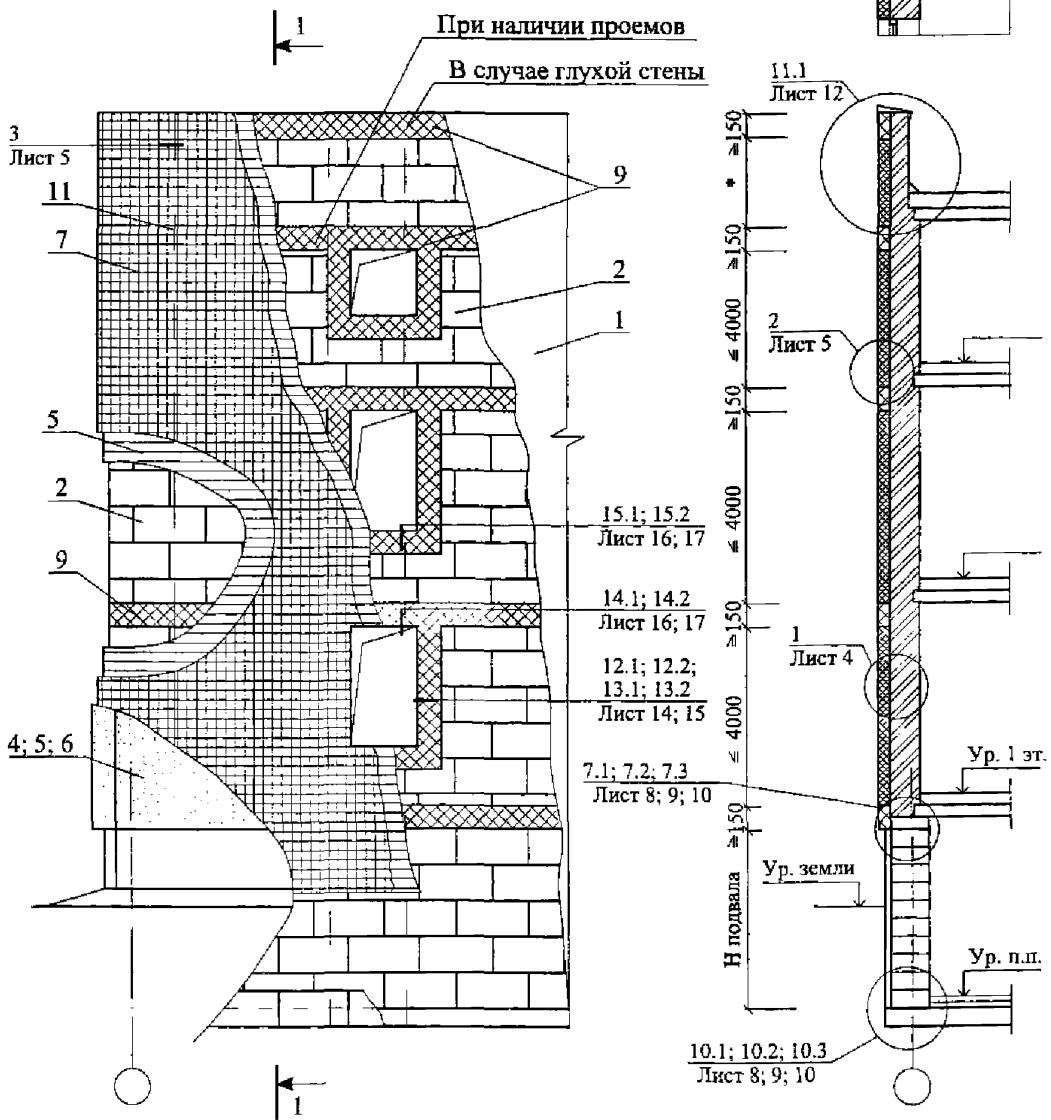 1
При наличии проемов
В случае глухой стены
3
Лист 5
11
7
9
2
1
5
2
9
4; 5; 6
15.1; 15.2
Лист 16; 17
14.1; 14.2
Лист 16; 17
12.1; 12.2;
13.1; 13.2
Лист 14; 15
7.1; 7.2; 7.3
Лист 8; 9; 10
1
11.1
Лист 12
≥150
*
≥150
≤ 4000
≥150
≤ 4000
≥150
≤ 4000
≥150
Н подвала
2
Лист 5
1
Лист 4
Ур. 1 эт.
Ур. земли
Ур. п.п.
10.1; 10.2; 10.3
Лист 8; 9; 10